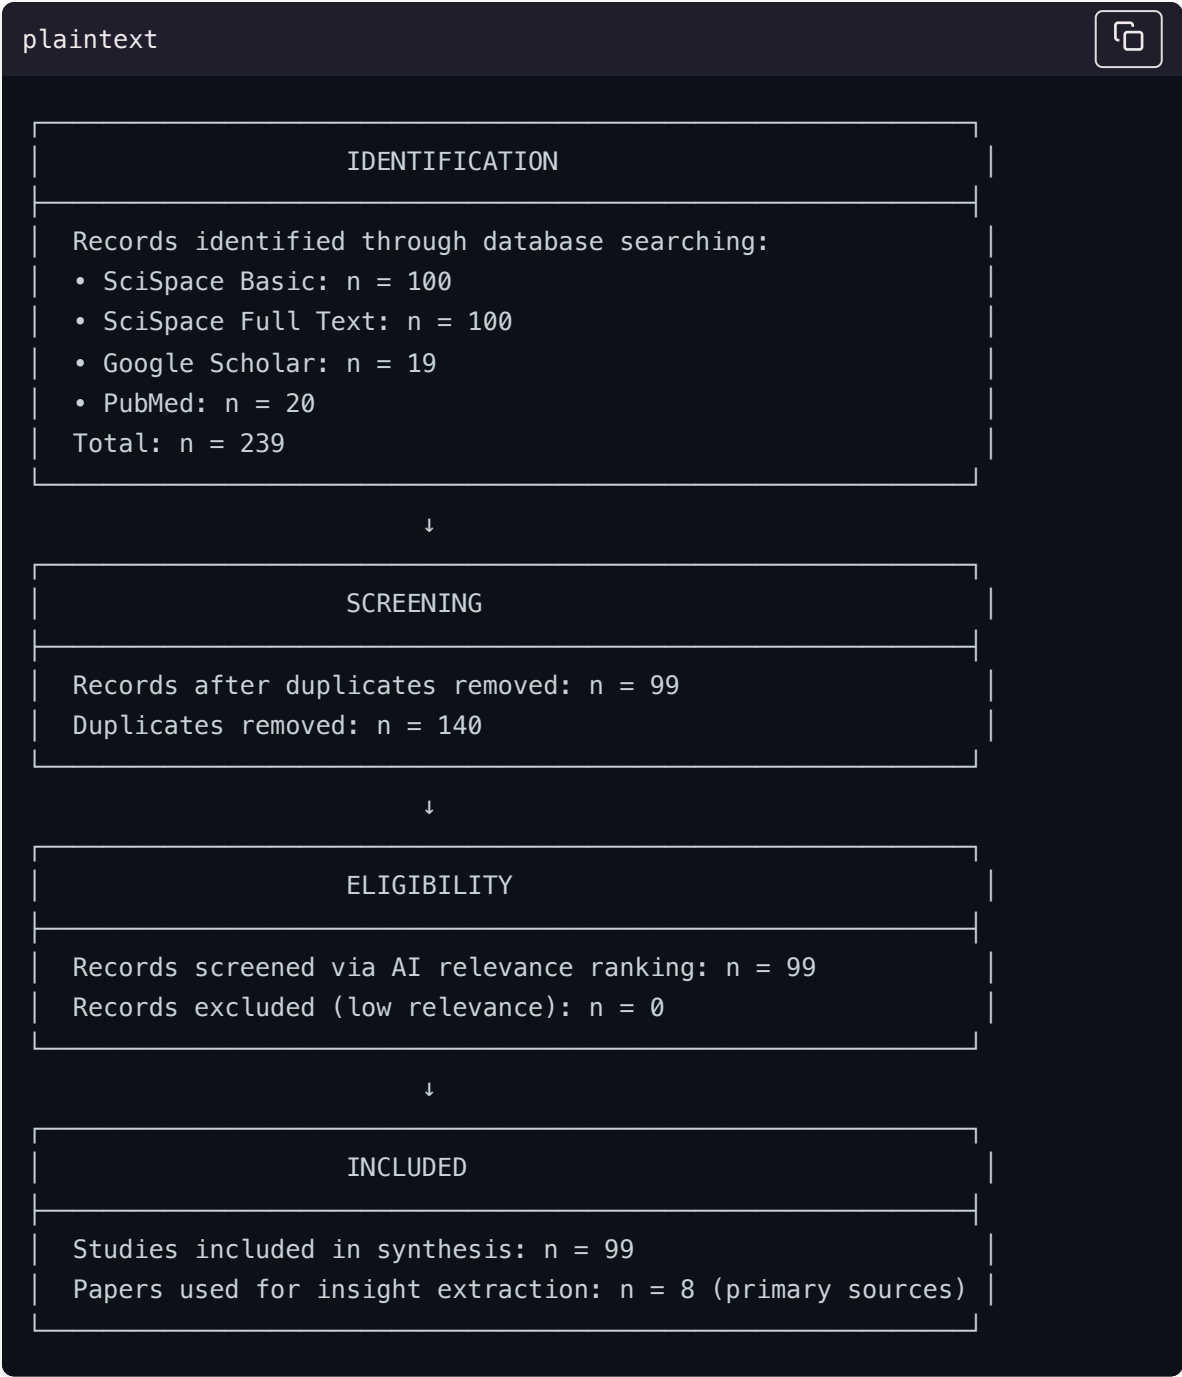 plaintext
IDENTIFICATION
Records identified through database searching:
• SciSpace Basic: n = 100
• SciSpace Full Text: n = 100
• Google Scholar: n = 19
• PubMed: n = 20
Total: n = 239
↓
SCREENING
Records after duplicates removed: n = 99
Duplicates removed: n = 140
↓
ELIGIBILITY
Records screened via AI relevance ranking: n = 99
Records excluded (low relevance): n = 0
↓
INCLUDED
Studies included in synthesis: n = 99
Papers used for insight extraction: n = 8 (primary sources)